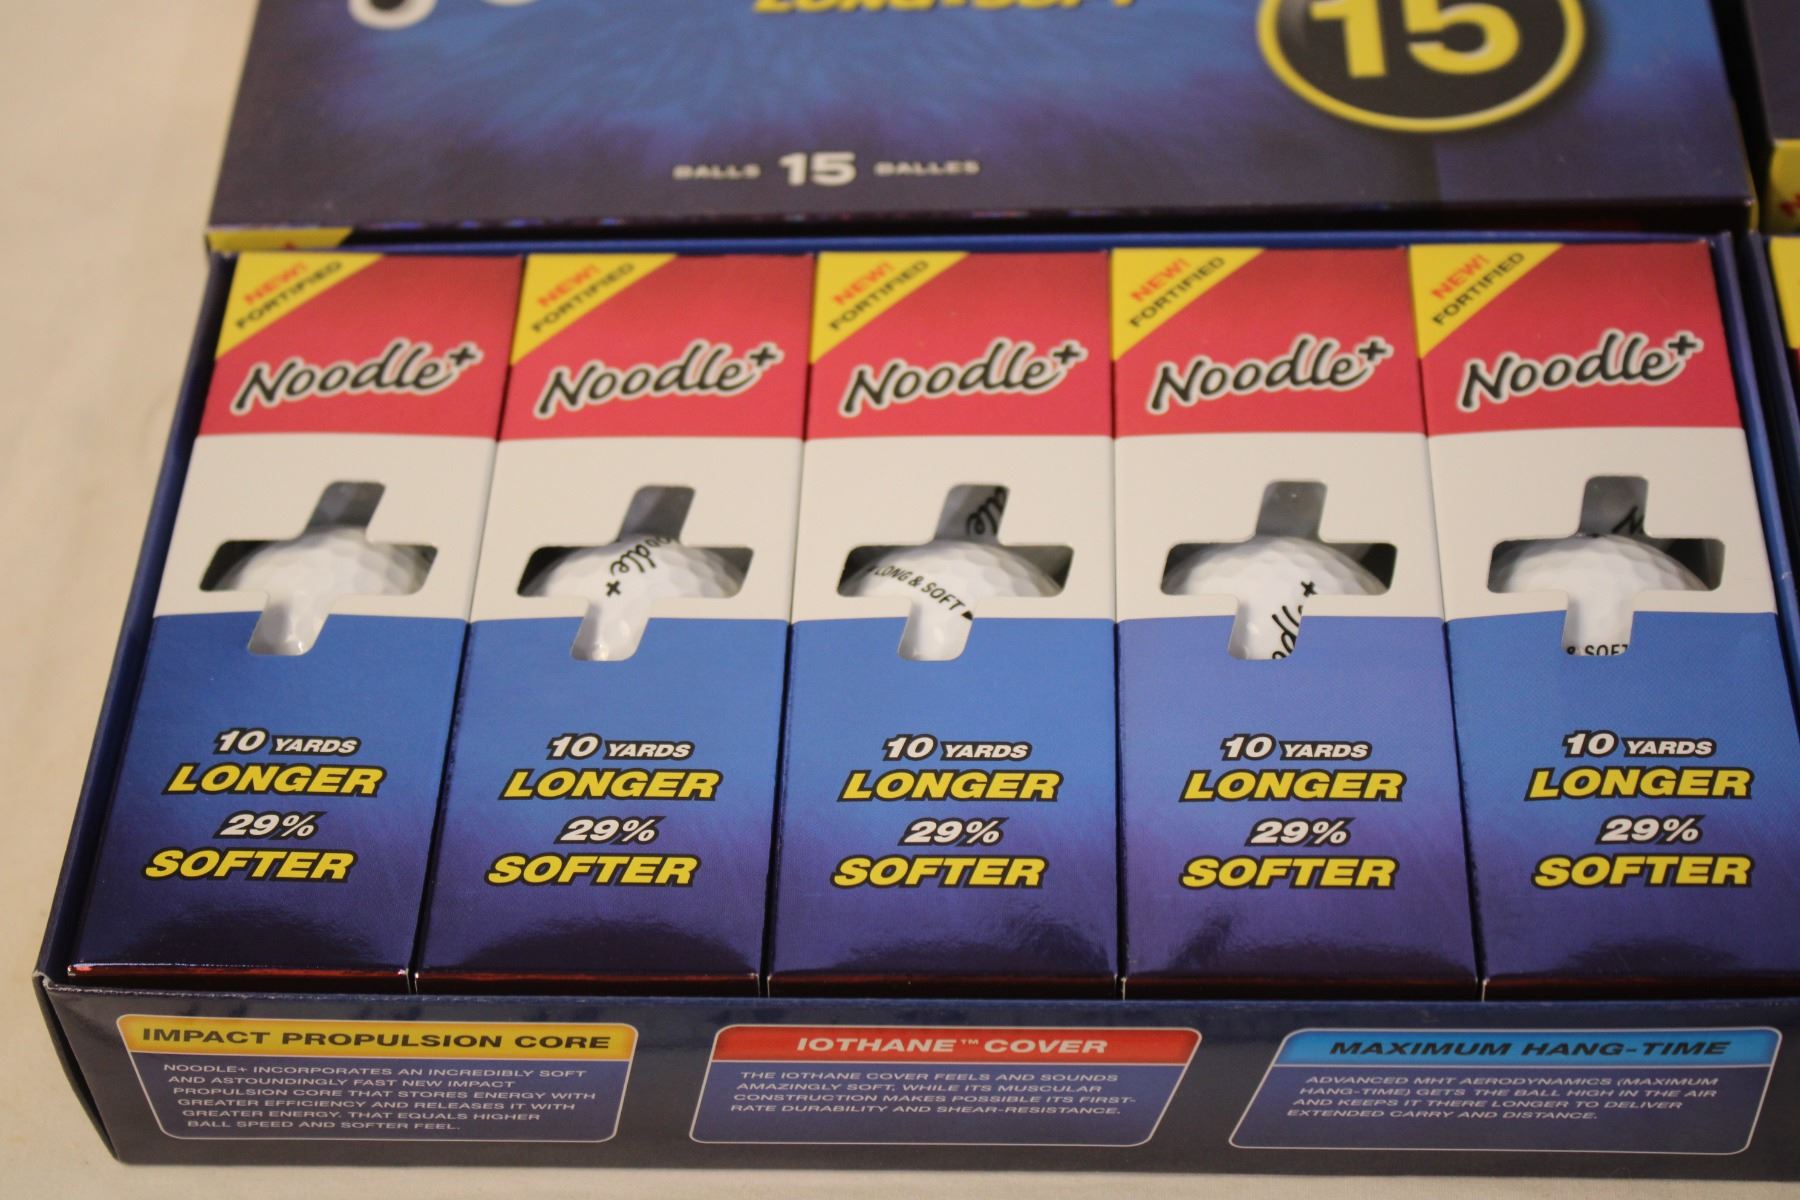 LONG & SOFT
15
BALLS 15 BALLES
NEW!
FORTIFIED
Noodle+
10 YARDS
LONGER
29%
SOFTER
NEW!
FORTIFIED
Noodle+
Noodle+
10 YARDS
LONGER
29%
SOFTER
NEW!
FORTIFIED
Noodle+
LONG & SOFT
10 YARDS
LONGER
29%
SOFTER
NEW!
FORTIFIED
Noodle+
10 YARDS
LONGER
29%
SOFTER
NEW!
FORTIFIED
Noodle+
& SOFT
10 YARDS
LONGER
29%
SOFTER
IMPACT PROPULSION CORE
NOODLE+ INCORPORATES AN INCREDIBLY SOFT
AND ASTOUNDINGLY FAST NEW IMPACT
PROPULSION CORE THAT STORES ENERGY WITH
GREATER EFFICIENCY AND RELEASES IT WITH
GREATER ENERGY. THAT EQUALS HIGHER
BALL SPEED AND SOFTER FEEL.
IOTHANE™ COVER
THE IOTHANE COVER FEELS AND SOUNDS
AMAZINGLY SOFT, WHILE ITS MUSCULAR
CONSTRUCTION MAKES POSSIBLE ITS FIRST-
RATE DURABILITY AND SHEAR-RESISTANCE.
MAXIMUM HANG-TIME
ADVANCED MHT AERODYNAMICS (MAXIMUM
HANG-TIME) GETS THE BALL HIGH IN THE AIR
AND KEEPS IT THERE LONGER TO DELIVER
EXTENDED CARRY AND DISTANCE.